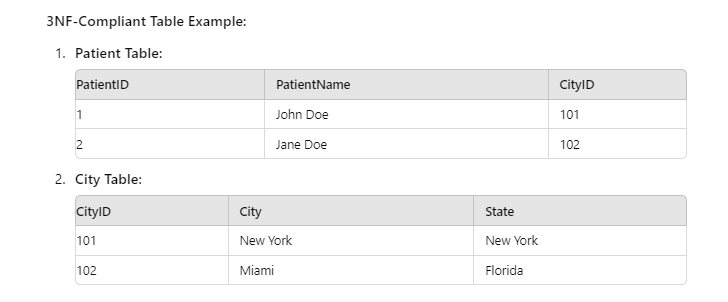 3NF-Compliant Table Example:
1. Patient Table:
PatientID PatientName CityID
1 John Doe 101
2 Jane Doe 102
2. City Table:
CityID City State
101 New York New York
102 Miami Florida